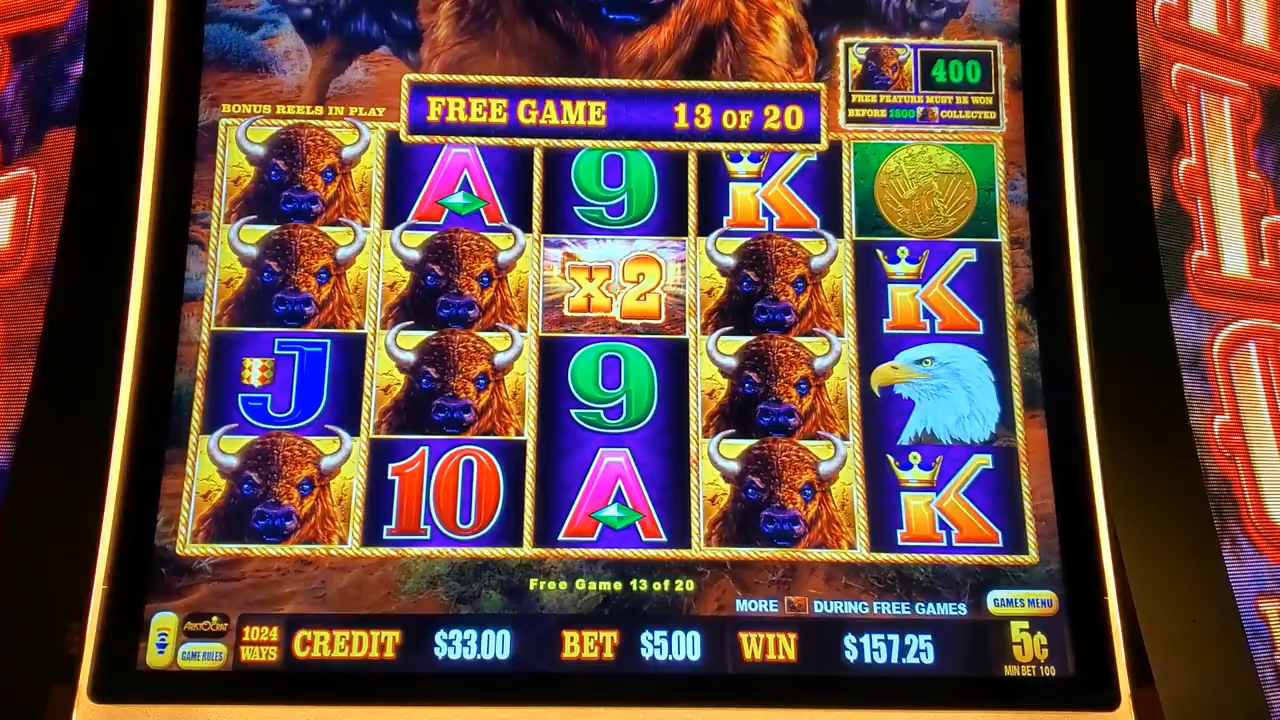 400
FREE FEATURE MUST BE WON
BEFORE 1800 COLLECTED
BONUS REELS IN PLAY
FREE GAME 13 OF 20
A 9 K
x2 K
J 9
10 A K
Free Game 13 of 20
MORE DURING FREE GAMES
GAMES MENU
ARISTOCRAT
GAME RULES
1024 WAYS
CREDIT $33.00 BET $5.00 WIN $157.25
5¢
MIN BET 100